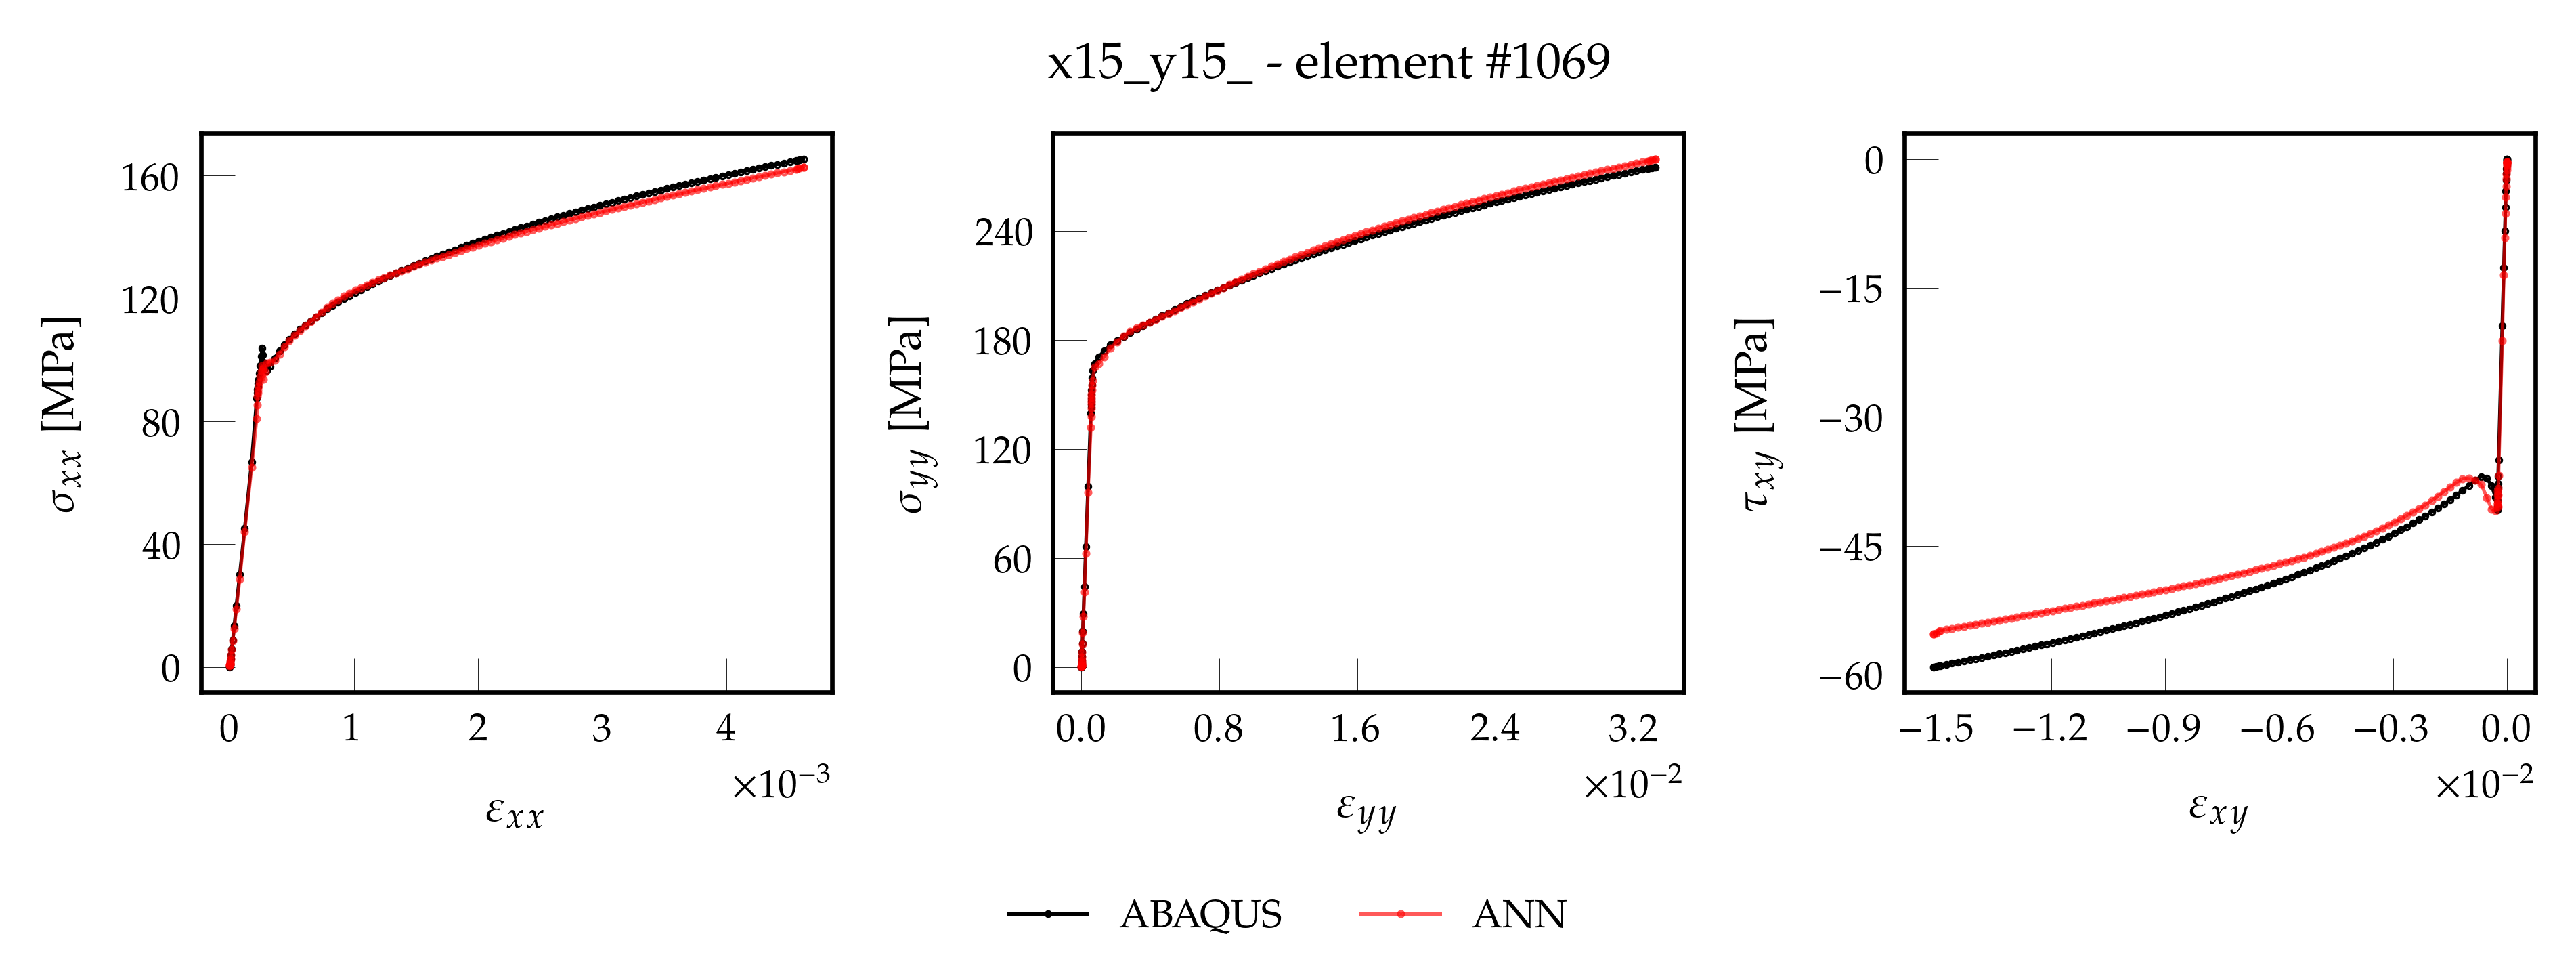 x15_y15_ - element #1069
σxx [MPa]
160
120
80
40
0
0 1 2 3 4
×10−3
εxx
σyy [MPa]
240
180
120
60
0
0.0 0.8 1.6 2.4 3.2
×10−2
εyy
τxy [MPa]
0
−15
−30
−45
−60
−1.5 −1.2 −0.9 −0.6 −0.3 0.0
×10−2
εxy
ABAQUS ANN